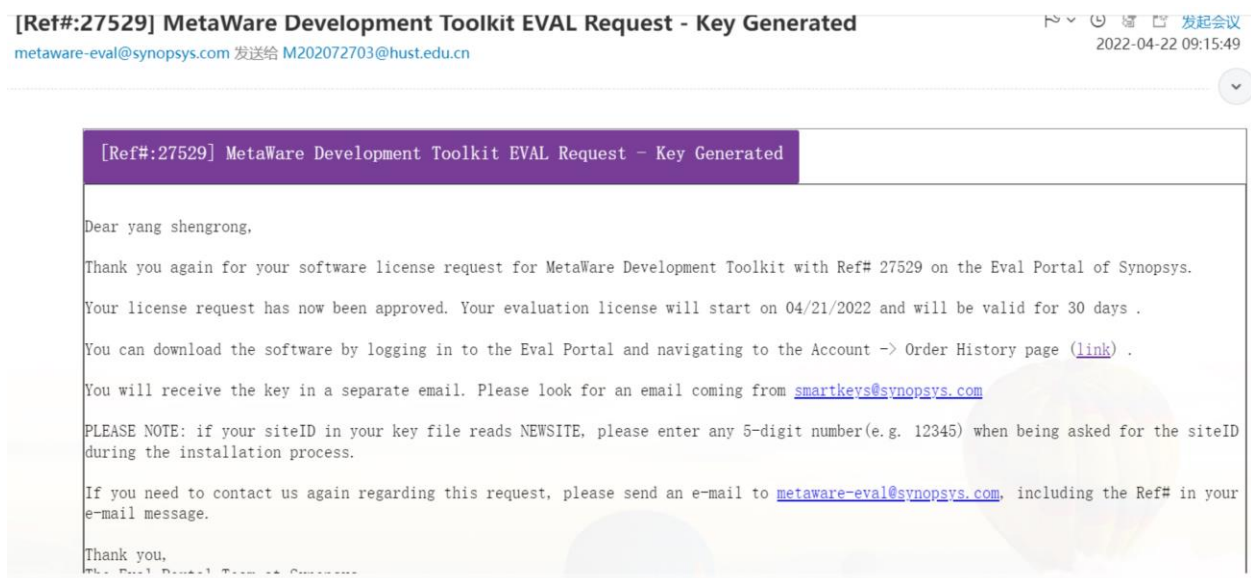 [Ref#:27529] MetaWare Development Toolkit EVAL Request - Key Generated
发起会议
metaware-eval@synopsys.com 发送给 M202072703@hust.edu.cn
2022-04-22 09:15:49
[Ref#:27529] MetaWare Development Toolkit EVAL Request - Key Generated
Dear yang shengrong,
Thank you again for your software license request for MetaWare Development Toolkit with Ref# 27529 on the Eval Portal of Synopsys.
Your license request has now been approved. Your evaluation license will start on 04/21/2022 and will be valid for 30 days .
You can download the software by logging in to the Eval Portal and navigating to the Account -> Order History page (link) .
You will receive the key in a separate email. Please look for an email coming from smartkeys@synopsys.com
PLEASE NOTE: if your siteID in your key file reads NEWSITE, please enter any 5-digit number(e.g. 12345) when being asked for the siteID
during the installation process.
If you need to contact us again regarding this request, please send an e-mail to metaware-eval@synopsys.com, including the Ref# in your
e-mail message.
Thank you,
The Eval Portal Team at Synopsys